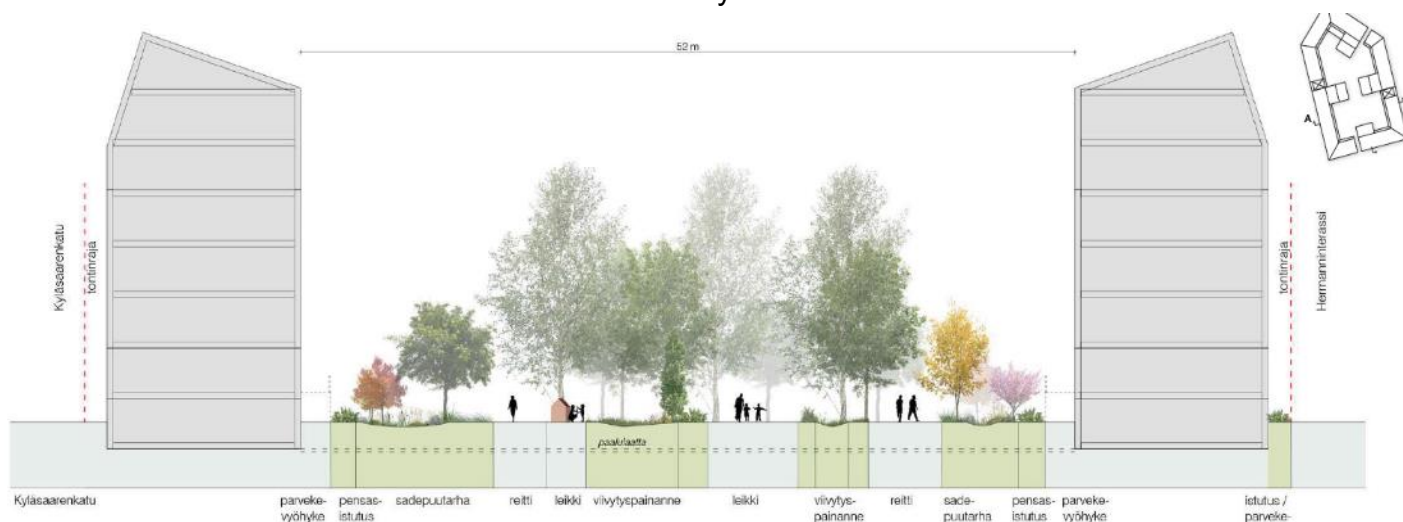 52 m
A
Kyläsaarenkatu
tontinraja
tontinraja
Hermanninterassi
paalulaatta
Kyläsaarenkatu
parveke-
vyöhyke
pensas-
istutus
sadepuutarha
reitti
leikki
viivytyspainanne
leikki
viivytys-
painanne
reitti
sade-
puutarha
pensas-
istutus
parveke-
vyöhyke
istutus /
parveke-